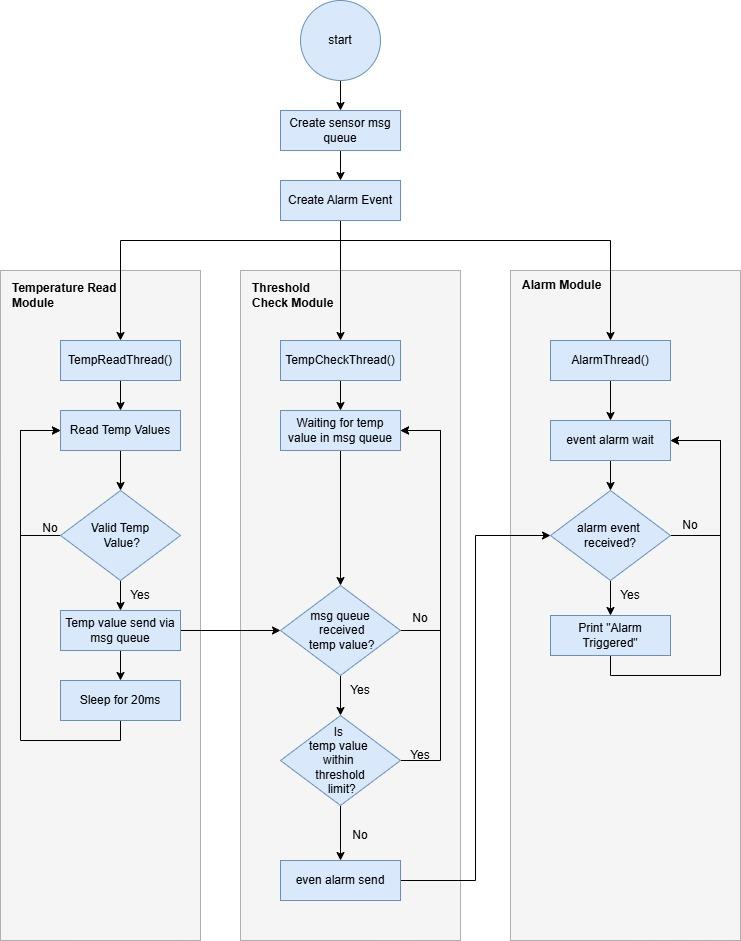 start
Create sensor msg
queue
Create Alarm Event
Temperature Read
Module
TempReadThread()
Read Temp Values
No
Valid Temp
Value?
Yes
Temp value send via
msg queue
Sleep for 20ms
Threshold
Check Module
TempCheckThread()
Waiting for temp
value in msg queue
msg queue
received
temp value?
No
Yes
Is
temp value
within
threshold
limit?
Yes
No
even alarm send
Alarm Module
AlarmThread()
event alarm wait
alarm event
received?
No
Yes
Print "Alarm
Triggered"